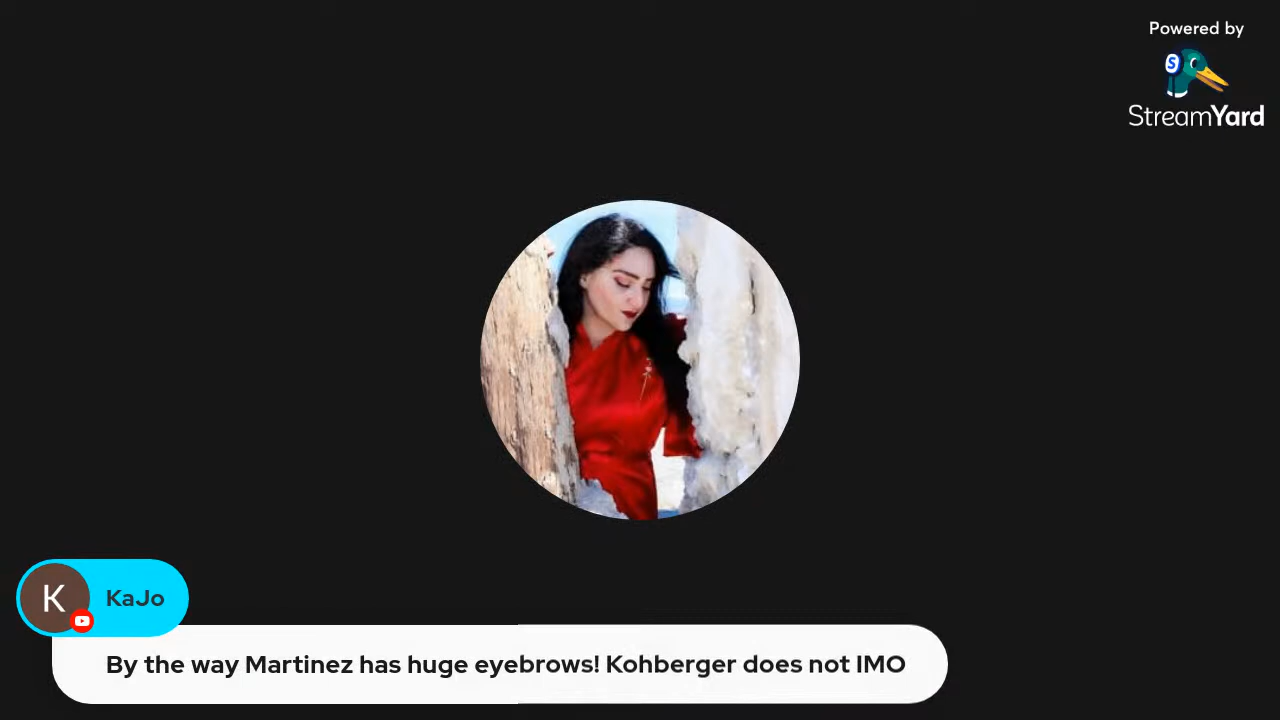 Powered by
S
StreamYard
K
KaJo
By the way Martinez has huge eyebrows! Kohberger does not IMO